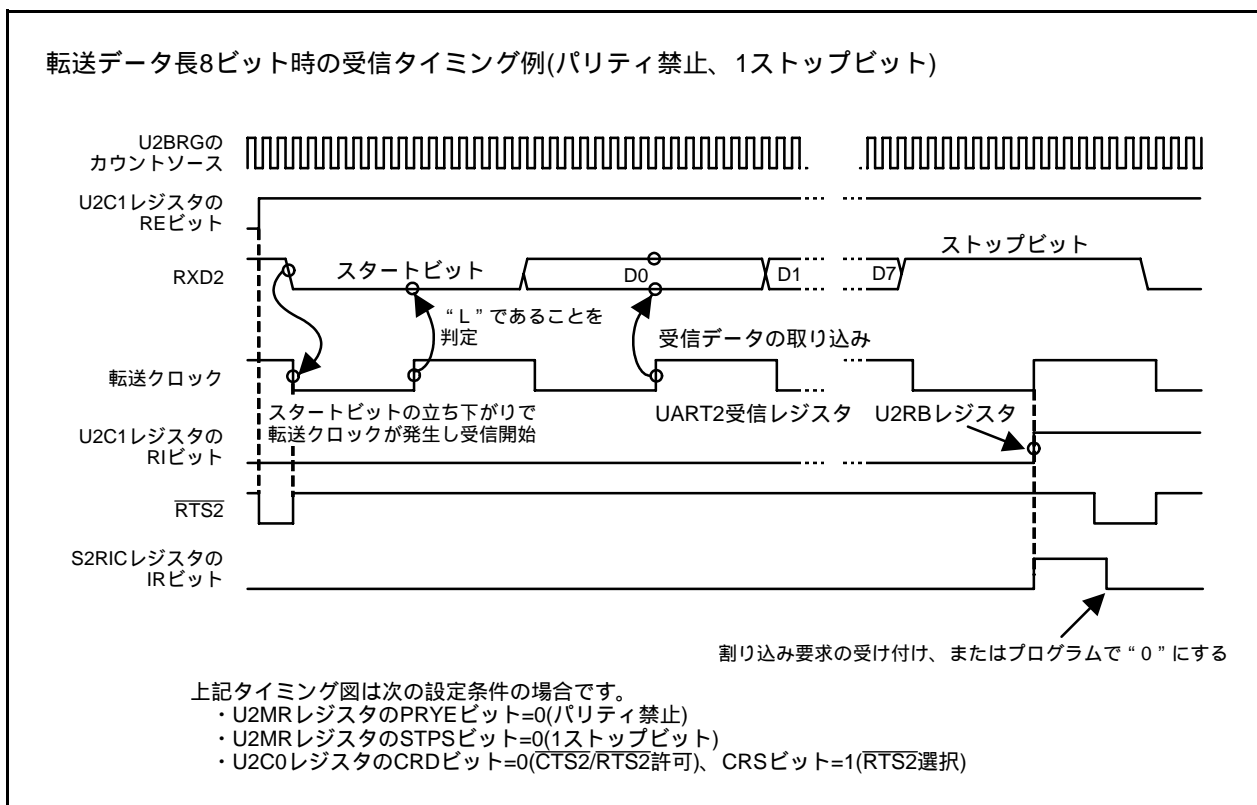 転送データ長8ビット時の受信タイミング例(パリティ禁止、1ストップビット)
U2BRGの
カウントソース
U2C1レジスタの
REビット
RXD2
スタートビット
D0
D1
D7
ストップビット
“L”であることを
判定
受信データの取り込み
転送クロック
スタートビットの立ち下がりで
転送クロックが発生し受信開始
UART2受信レジスタ
U2RBレジスタ
U2C1レジスタの
RIビット
RTS2
S2RICレジスタの
IRビット
割り込み要求の受け付け、またはプログラムで“0”にする
上記タイミング図は次の設定条件の場合です。
・U2MRレジスタのPRYEビット=0(パリティ禁止)
・U2MRレジスタのSTPSビット=0(1ストップビット)
・U2C0レジスタのCRDビット=0(CTS2/RTS2許可)、CRSビット=1(RTS2選択)